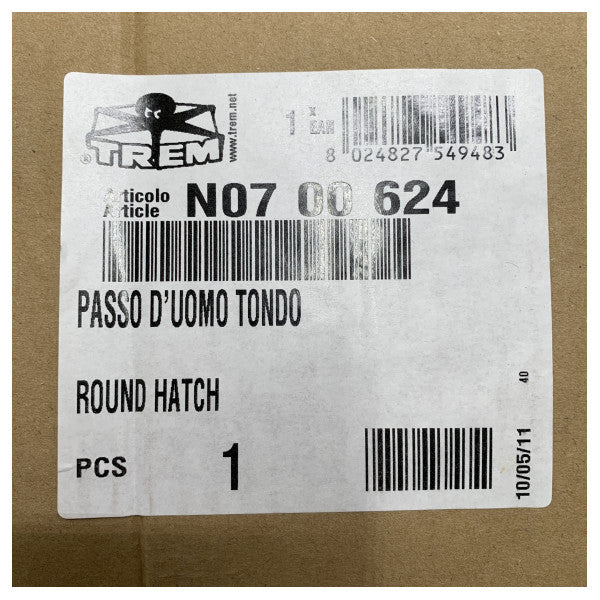 ® TREM
www.trem.net
1 x EAN
8 024827 549483
Articolo
Article N07 00 624
PASSO D'UOMO TONDO
ROUND HATCH
PCS 1
40
10/05/11